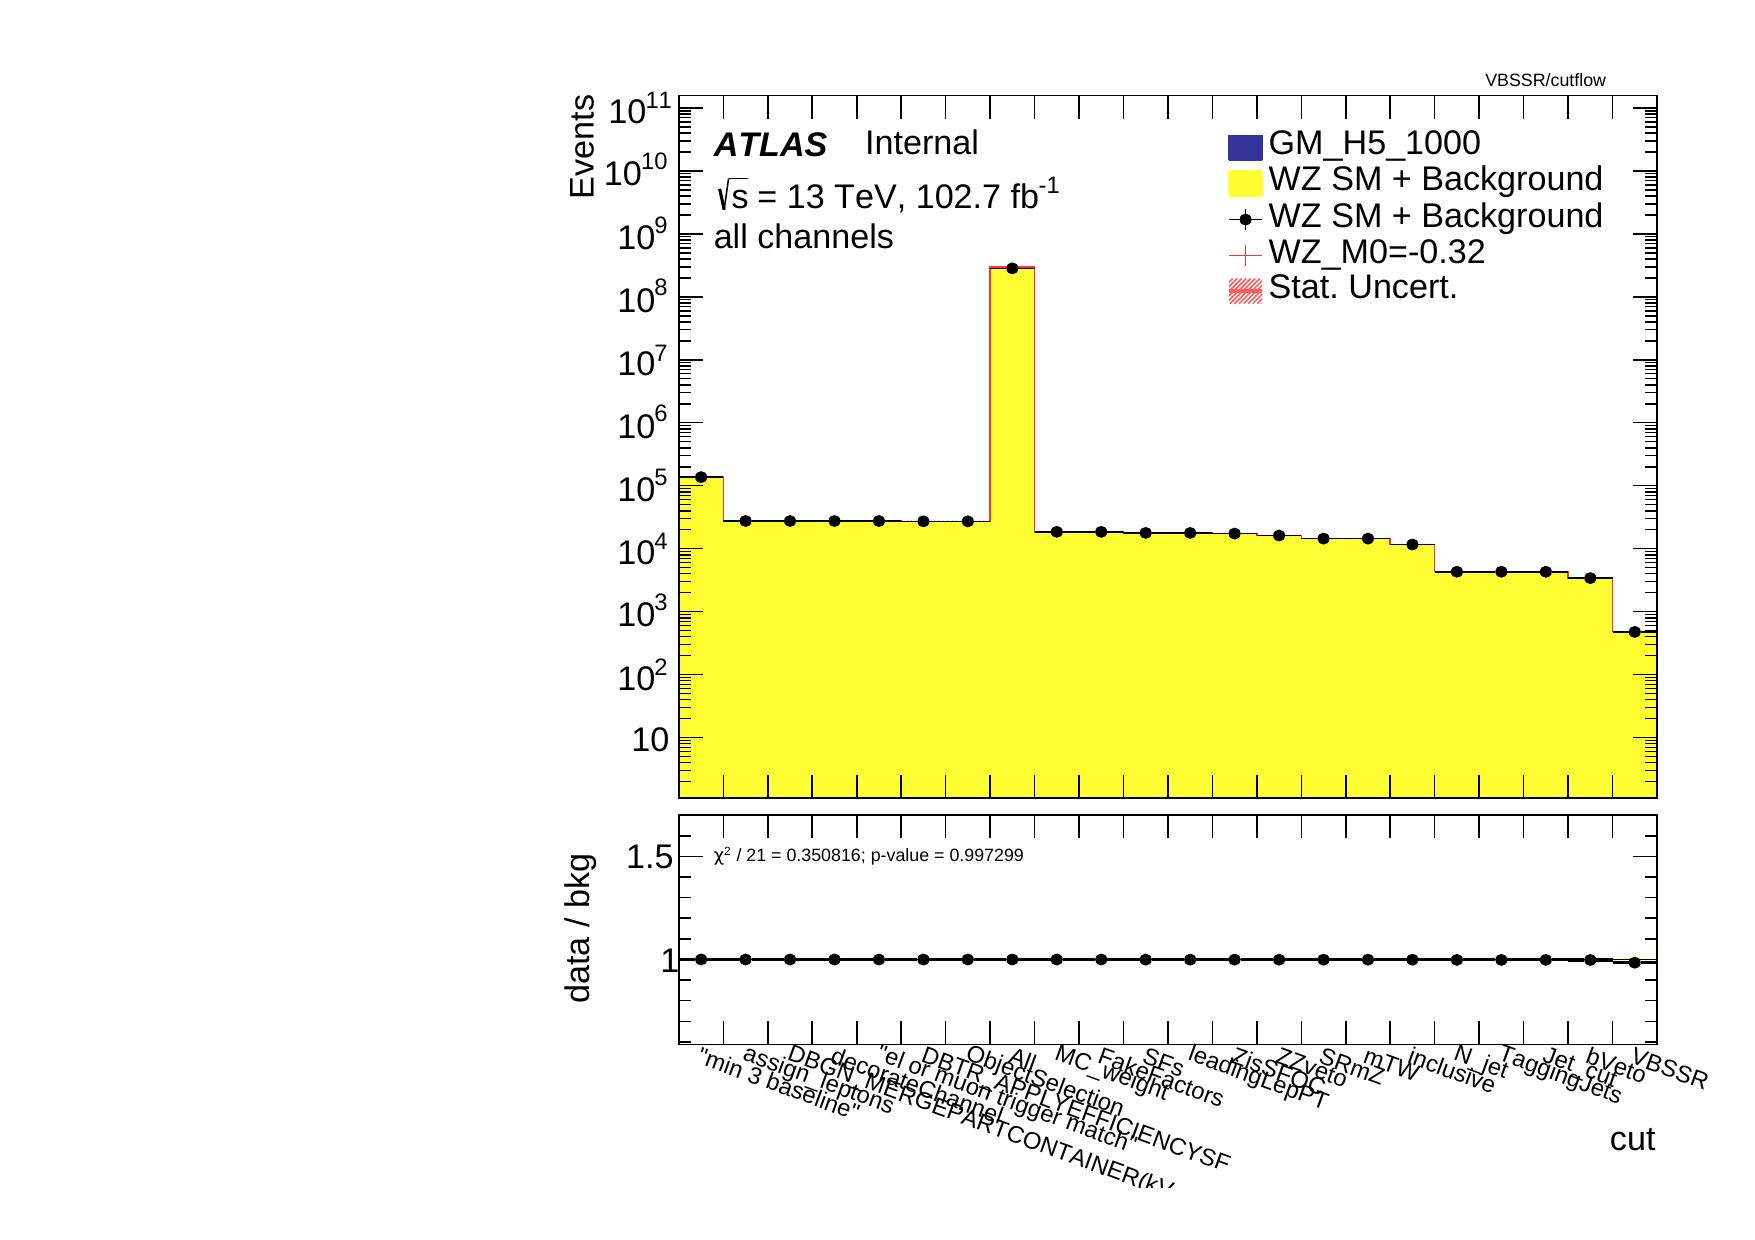 VBSSR/cutflow
Events
10^11
10^10
10^9
10^8
10^7
10^6
10^5
10^4
10^3
10^2
10
ATLAS Internal
√s = 13 TeV, 102.7 fb^-1
all channels
GM_H5_1000
WZ SM + Background
WZ SM + Background
WZ_M0=-0.32
Stat. Uncert.
data / bkg
1.5
1
χ² / 21 = 0.350816; p-value = 0.997299
"min 3 baseline"
assign_leptons
DBGN_MERGEPARTCONTAINER(kV
decorateChannel
"el or muon trigger match"
DBTR_APPLYEFFICIENCYSF
ObjectSelection
All
MC_weight
FakeFactors
SFs
leadingLepPT
ZisSFOC
ZZveto
SRmZ
mTW
inclusive
N_jet
TaggingJets
Jet_cut
bVeto
VBSSR
cut